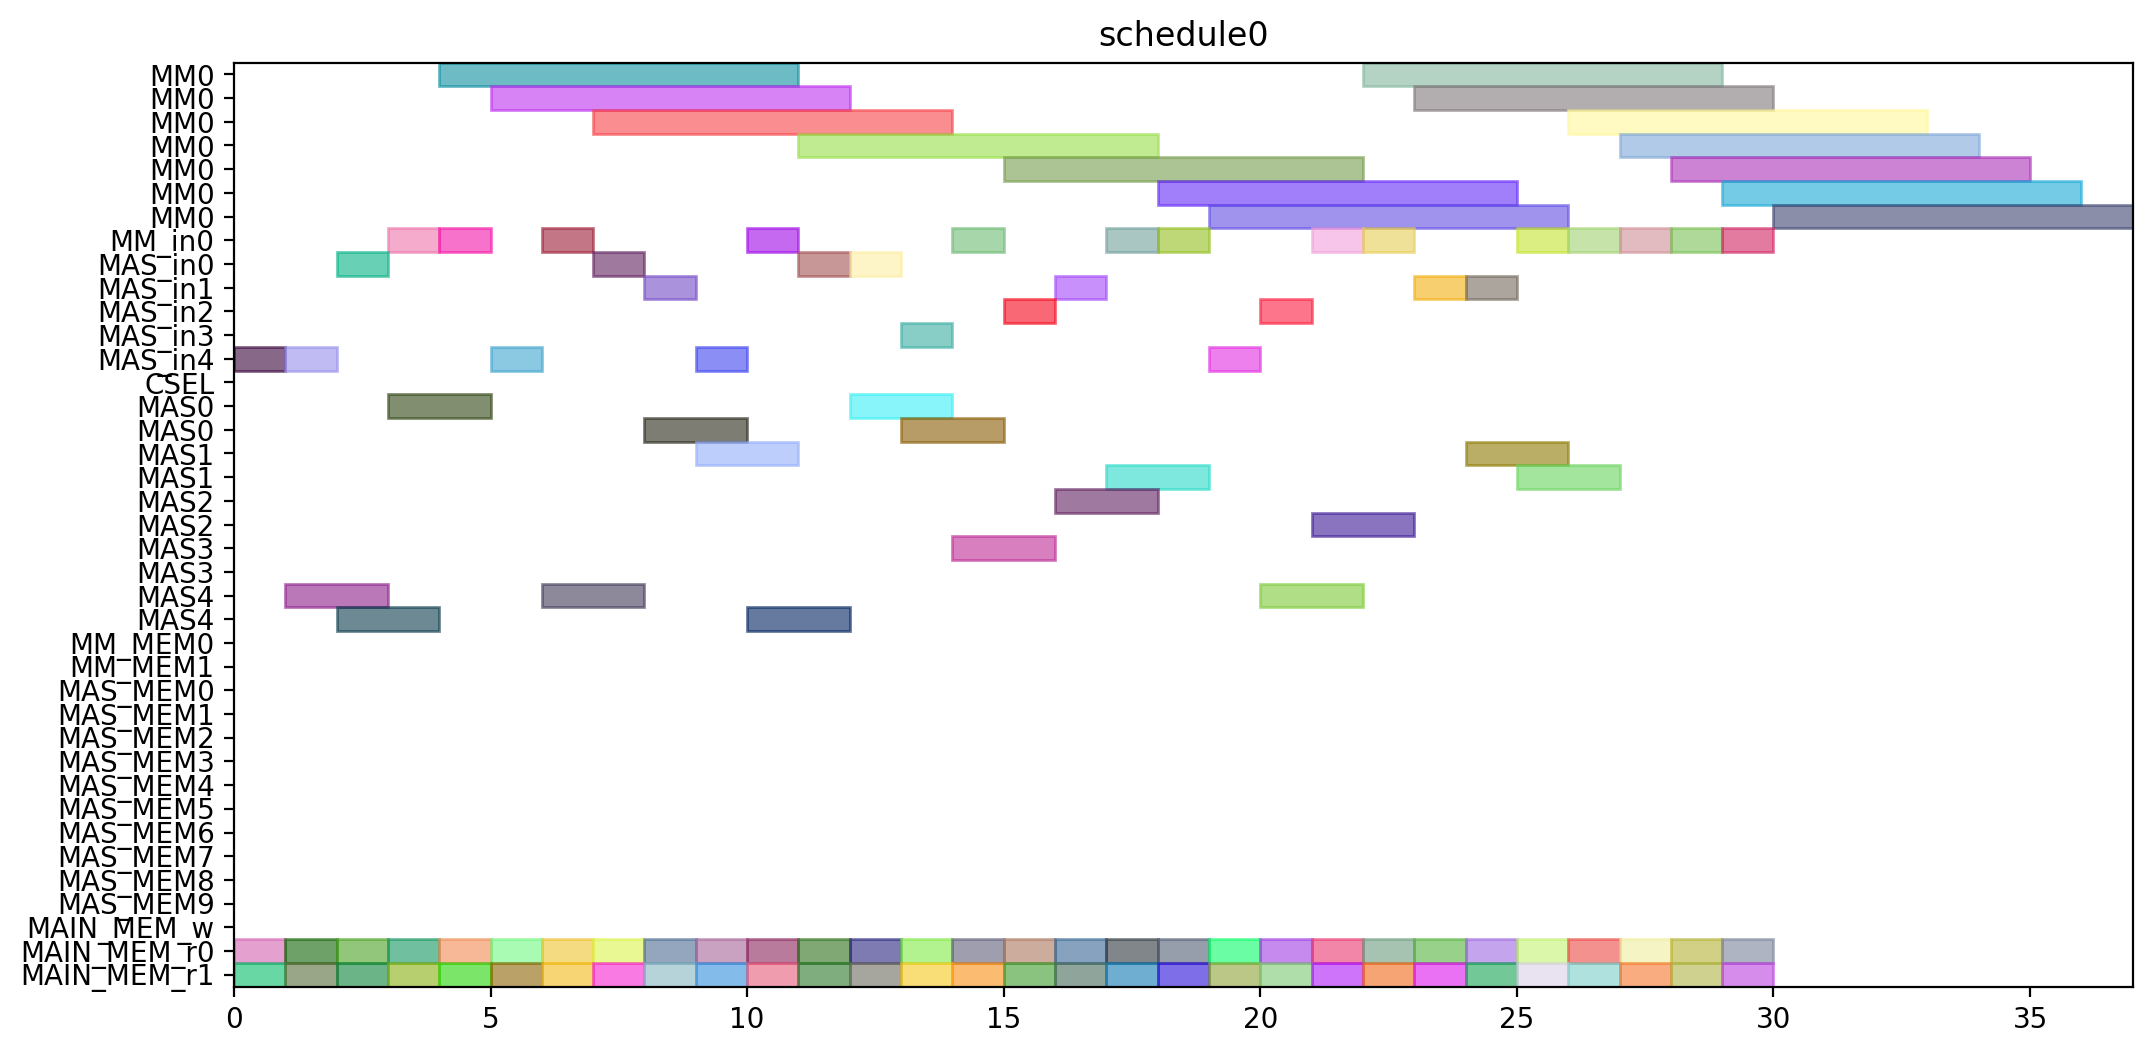 schedule0
MM0
MM0
MM0
MM0
MM0
MM0
MM0
MM_in0
MAS_in0
MAS_in1
MAS_in2
MAS_in3
MAS_in4
CSEL
MAS0
MAS0
MAS1
MAS1
MAS2
MAS2
MAS3
MAS3
MAS4
MAS4
MM_MEM0
MM_MEM1
MAS_MEM0
MAS_MEM1
MAS_MEM2
MAS_MEM3
MAS_MEM4
MAS_MEM5
MAS_MEM6
MAS_MEM7
MAS_MEM8
MAS_MEM9
MAIN_MEM_w
MAIN_MEM_r0
MAIN_MEM_r1
0 5 10 15 20 25 30 35